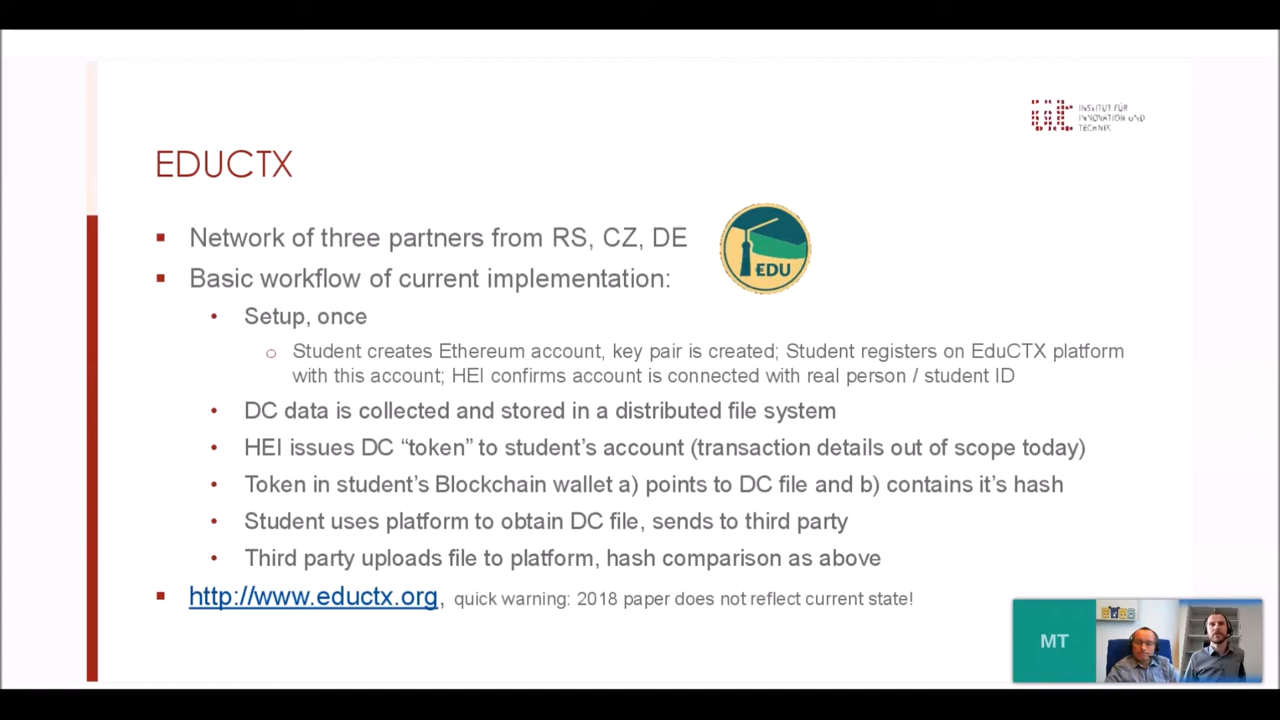 INSTITUT FÜR
INNOVATION UND
TECHNIK
EDUCTX
Network of three partners from RS, CZ, DE
EDU
Basic workflow of current implementation:
Setup, once
Student creates Ethereum account, key pair is created; Student registers on EduCTX platform
with this account; HEI confirms account is connected with real person / student ID
DC data is collected and stored in a distributed file system
HEI issues DC “token” to student’s account (transaction details out of scope today)
Token in student’s Blockchain wallet a) points to DC file and b) contains it’s hash
Student uses platform to obtain DC file, sends to third party
Third party uploads file to platform, hash comparison as above
http://www.eductx.org, quick warning: 2018 paper does not reflect current state!
MT